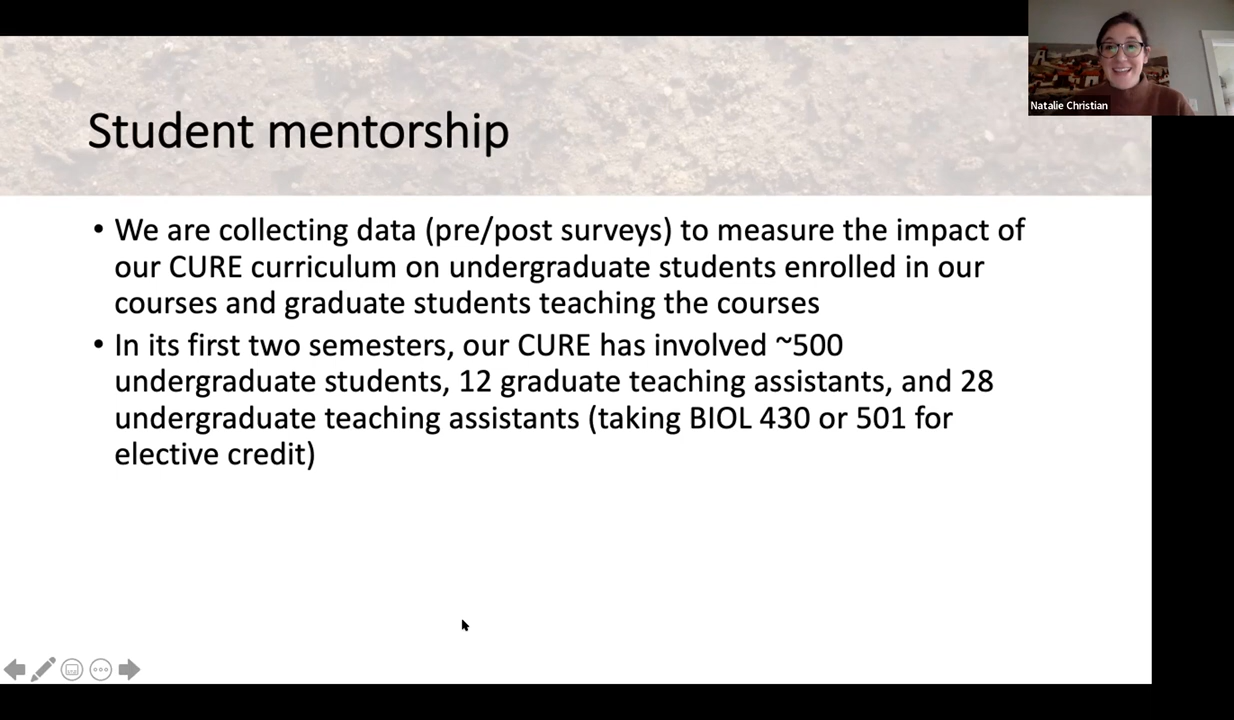 Natalie Christian
Student mentorship
• We are collecting data (pre/post surveys) to measure the impact of
our CURE curriculum on undergraduate students enrolled in our
courses and graduate students teaching the courses
• In its first two semesters, our CURE has involved ~500
undergraduate students, 12 graduate teaching assistants, and 28
undergraduate teaching assistants (taking BIOL 430 or 501 for
elective credit)